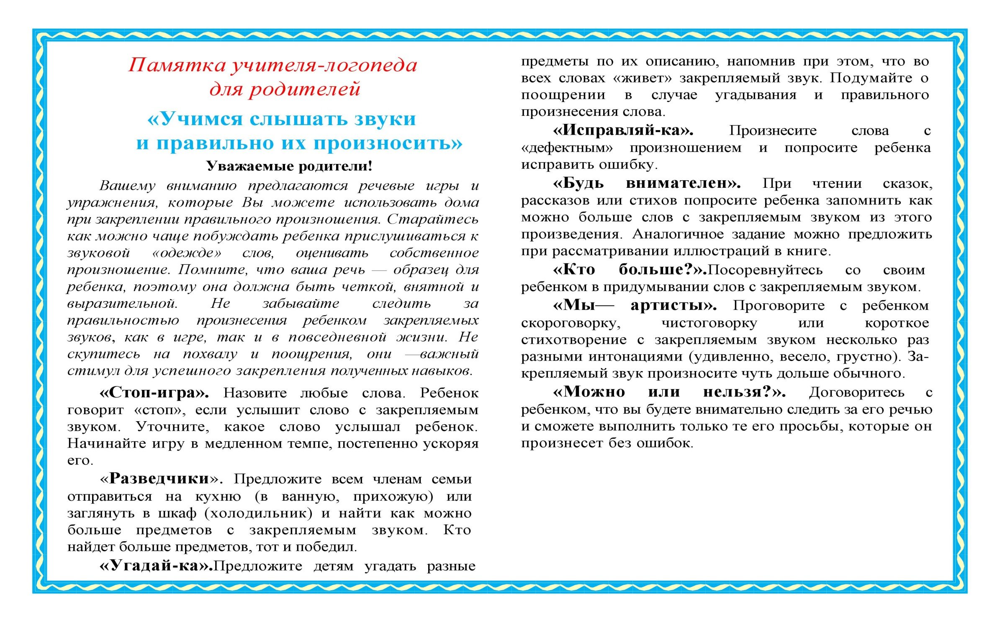 Памятка учителя-логопеда
для родителей
«Учимся слышать звуки
и правильно их произносить»
Уважаемые родители!
Вашему вниманию предлагаются речевые игры и
упражнения, которые Вы можете использовать дома
при закреплении правильного произношения. Старайтесь
как можно чаще побуждать ребенка прислушиваться к
звуковой «одежде» слов, оценивать собственное
произношение. Помните, что ваша речь — образец для
ребенка, поэтому она должна быть четкой, внятной и
выразительной. Не забывайте следить за
правильностью произнесения ребенком закрепляемых
звуков, как в игре, так и в повседневной жизни. Не
скупитесь на похвалу и поощрения, они —важный
стимул для успешного закрепления полученных навыков.
«Стоп-игра». Назовите любые слова. Ребенок
говорит «стоп», если услышит слово с закрепляемым
звуком. Уточните, какое слово услышал ребенок.
Начинайте игру в медленном темпе, постепенно ускоряя
его.
«Разведчики». Предложите всем членам семьи
отправиться на кухню (в ванную, прихожую) или
заглянуть в шкаф (холодильник) и найти как можно
больше предметов с закрепляемым звуком. Кто
найдет больше предметов, тот и победил.
«Угадай-ка».Предложите детям угадать разные
предметы по их описанию, напомнив при этом, что во
всех словах «живет» закрепляемый звук. Подумайте о
поощрении в случае угадывания и правильного
произнесения слова.
«Исправляй-ка». Произнесите слова с
«дефектным» произношением и попросите ребенка
исправить ошибку.
«Будь внимателен». При чтении сказок,
рассказов или стихов попросите ребенка запомнить как
можно больше слов с закрепляемым звуком из этого
произведения. Аналогичное задание можно предложить
при рассматривании иллюстраций в книге.
«Кто больше?».Посоревнуйтесь со своим
ребенком в придумывании слов с закрепляемым звуком.
«Мы— артисты». Проговорите с ребенком
скороговорку, чистоговорку или короткое
стихотворение с закрепляемым звуком несколько раз
разными интонациями (удивленно, весело, грустно). За-
крепляемый звук произносите чуть дольше обычного.
«Можно или нельзя?». Договоритесь с
ребенком, что вы будете внимательно следить за его речью
и сможете выполнить только те его просьбы, которые он
произнесет без ошибок.